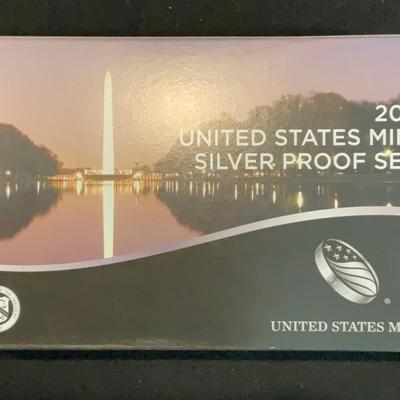 20
UNITED STATES MI
SILVER PROOF SE
®
UNITED STATES M